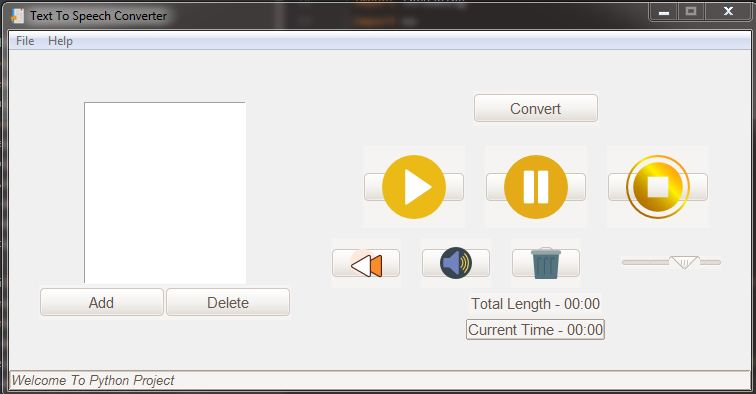 Text To Speech Converter
File Help
Convert
Add Delete
Total Length - 00:00
Current Time - 00:00
Welcome To Python Project